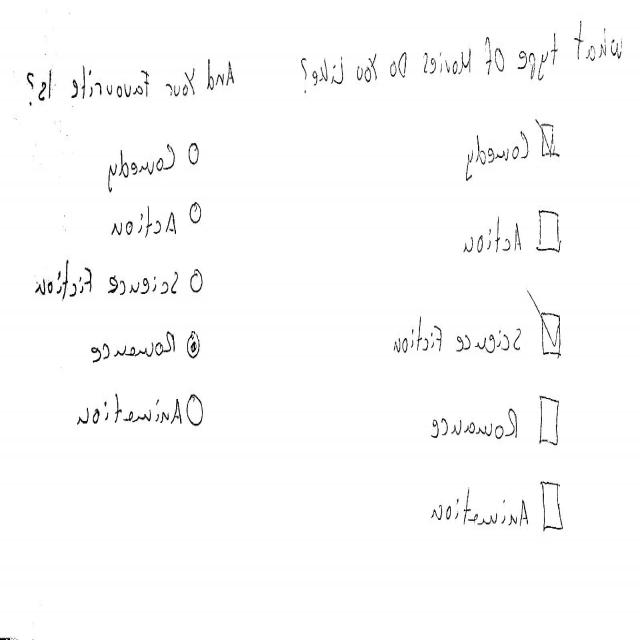 What type Of Movies Do You Like?
Comedy
Action
Science Fiction
Romance
Animation
And Your Favourite Is?
Comedy
Action
Science Fiction
Romance
Animation